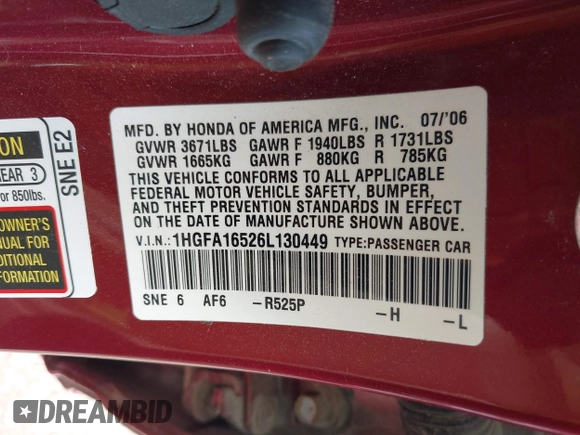 MFD. BY HONDA OF AMERICA MFG., INC. 07/'06
GVWR 3671LBS GAWR F 1940LBS R 1731LBS
GVWR 1665KG GAWR F 880KG R 785KG
THIS VEHICLE CONFORMS TO ALL APPLICABLE
FEDERAL MOTOR VEHICLE SAFETY, BUMPER,
AND THEFT PREVENTION STANDARDS IN EFFECT
ON THE DATE OF MANUFACTURE SHOWN ABOVE.
V.I.N.: 1HGFA16526L130449 TYPE:PASSENGER CAR
SNE 6 AF6 -R525P -H -L
ON
REAR 3
or 850lbs.
OWNER'S
NUAL FOR
DITIONAL
ORMATION
SNE E2
DREAMBID